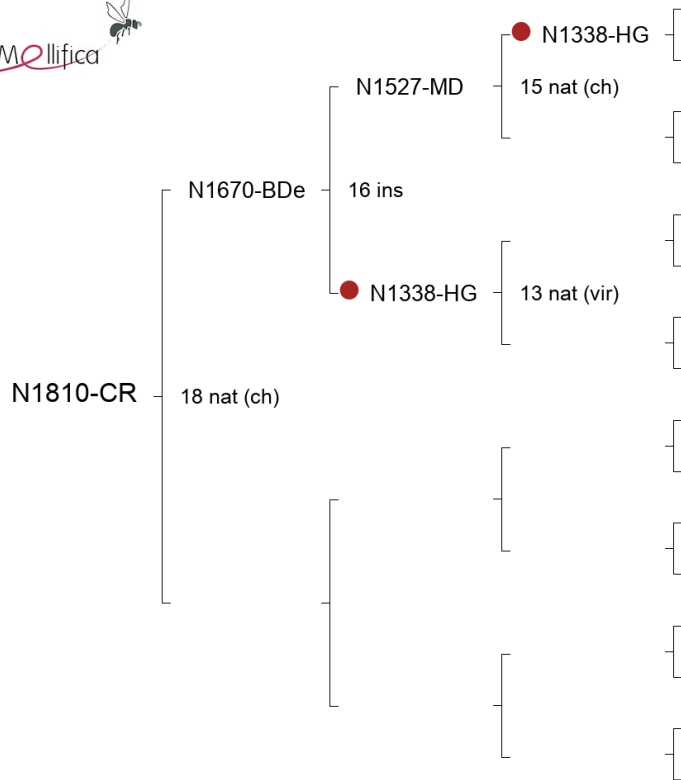 Mellifica
N1338-HG
N1527-MD
15 nat (ch)
N1670-BDe
16 ins
N1338-HG
13 nat (vir)
N1810-CR
18 nat (ch)